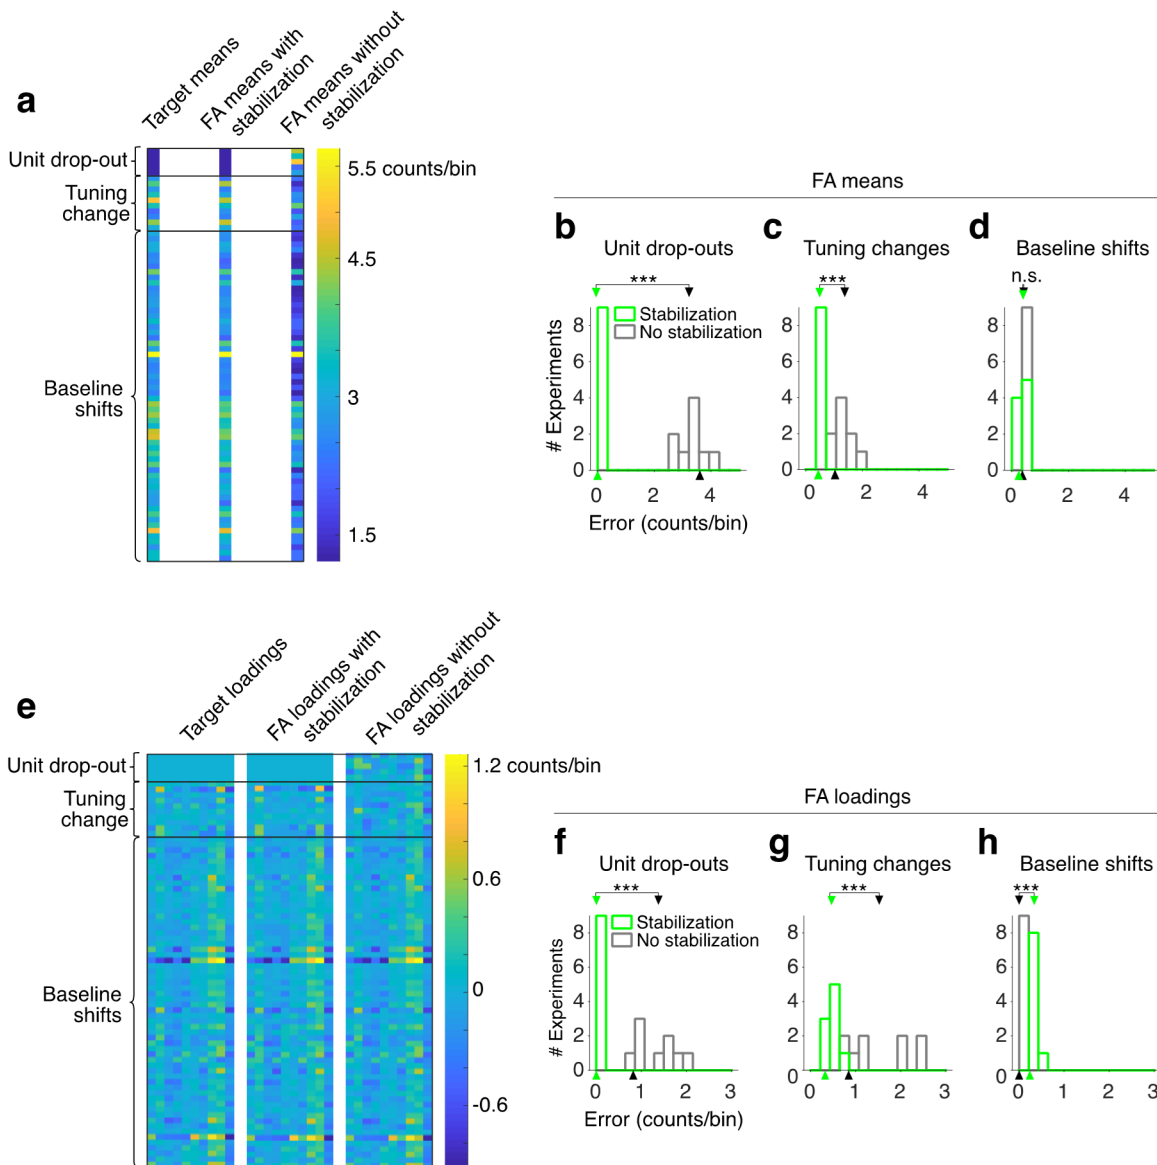 a
Target means
FA means with
stabilization
FA means without
stabilization
Unit drop-out
Tuning
change
Baseline
shifts
5.5 counts/bin
4.5
3
1.5
FA means
b
Unit drop-outs
***
Stabilization
No stabilization
# Experiments
8
6
4
2
0
0 2 4
Error (counts/bin)
c
Tuning changes
***
8
6
4
2
0
0 2 4
d
Baseline shifts
n.s.
8
6
4
2
0
0 2 4
e
Target loadings
FA loadings with
stabilization
FA loadings without
stabilization
Unit drop-out
Tuning
change
Baseline
shifts
1.2 counts/bin
0.6
0
-0.6
FA loadings
f
Unit drop-outs
***
Stabilization
No stabilization
# Experiments
8
6
4
2
0
0 1 2 3
Error (counts/bin)
g
Tuning changes
***
8
6
4
2
0
0 1 2 3
h
Baseline shifts
***
8
6
4
2
0
0 1 2 3